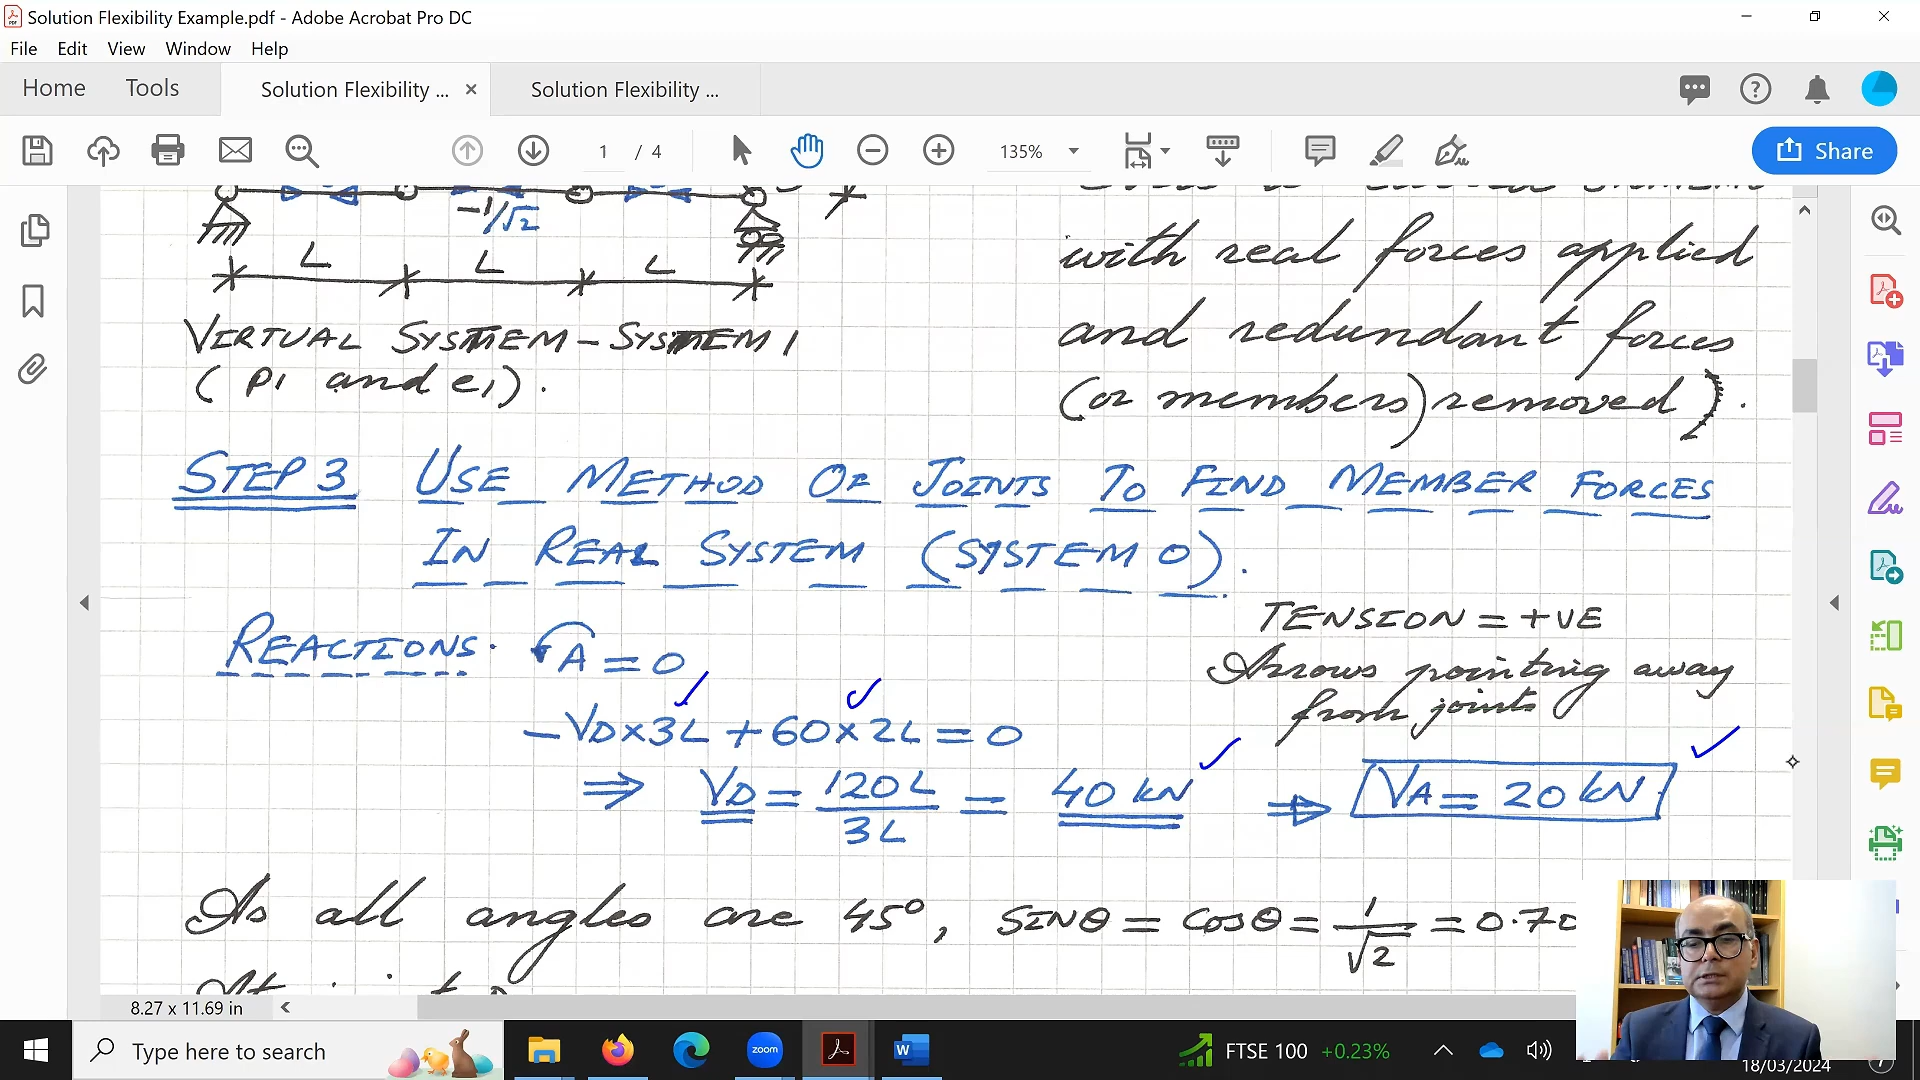 Solution Flexibility Example.pdf - Adobe Acrobat Pro DC
File Edit View Window Help
Home Tools Solution Flexibility ... × Solution Flexibility ...
1 / 4 135% Share
-1/√2
L L L
VIRTUAL SYSTEM - SYSTEM 1
(P1 and e1).
with real forces applied
and redundant forces
(or members) removed).
STEP 3 USE METHOD OF JOINTS TO FIND MEMBER FORCES
IN REAL SYSTEM (SYSTEM 0).
TENSION = +VE
Arrows pointing away
from joints
REACTIONS. A = 0
-VD×3L + 60×2L = 0
⇒ VD = 120L / 3L = 40 kN ⇒ VA = 20 kN.
As all angles are 45°, SINθ = COSθ = 1/√2 = 0.70
8.27 x 11.69 in
Type here to search
zoom
FTSE 100 +0.23%
18/03/2024